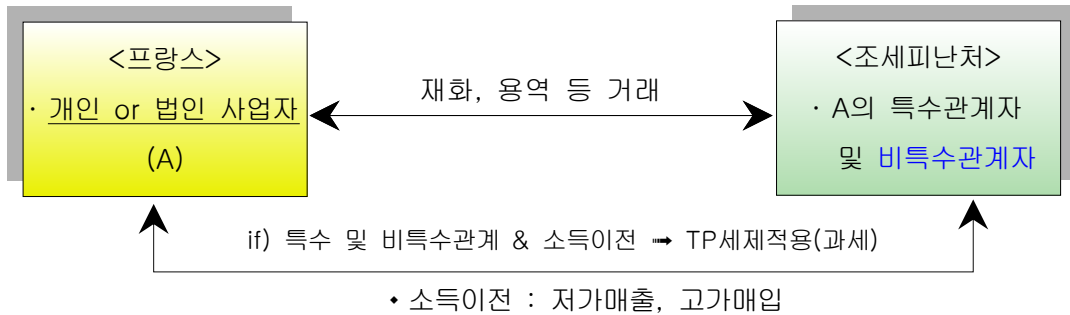 <프랑스>
· 개인 or 법인 사업자
(A)
재화, 용역 등 거래
<조세피난처>
· A의 특수관계자
및 비특수관계자
if) 특수 및 비특수관계 & 소득이전 ➟ TP세제적용(과세)
• 소득이전 : 저가매출, 고가매입